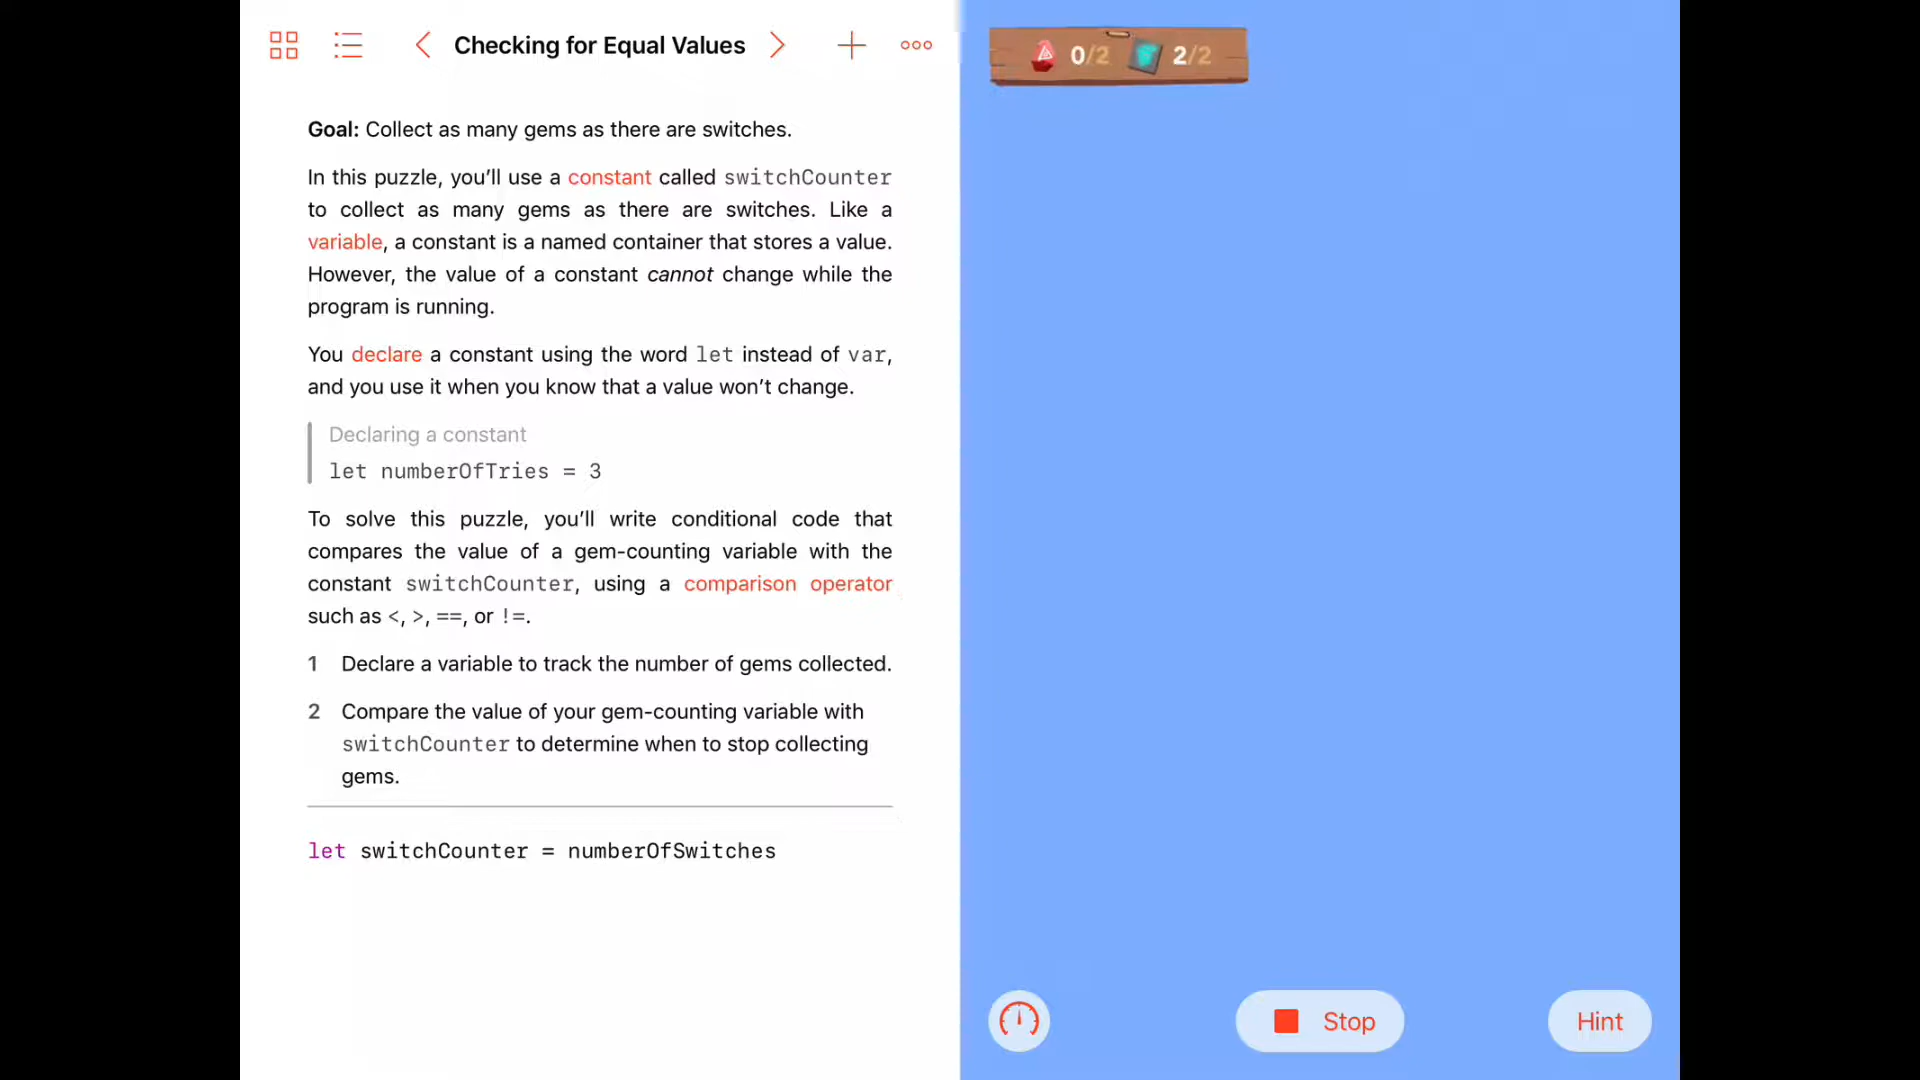 Checking for Equal Values
0/2 2/2
Goal: Collect as many gems as there are switches.
In this puzzle, you’ll use a constant called switchCounter
to collect as many gems as there are switches. Like a
variable, a constant is a named container that stores a value.
However, the value of a constant cannot change while the
program is running.
You declare a constant using the word let instead of var,
and you use it when you know that a value won’t change.
Declaring a constant
let numberOfTries = 3
To solve this puzzle, you’ll write conditional code that
compares the value of a gem-counting variable with the
constant switchCounter, using a comparison operator
such as <, >, ==, or !=.
1 Declare a variable to track the number of gems collected.
2 Compare the value of your gem-counting variable with
switchCounter to determine when to stop collecting
gems.
let switchCounter = numberOfSwitches
Stop
Hint